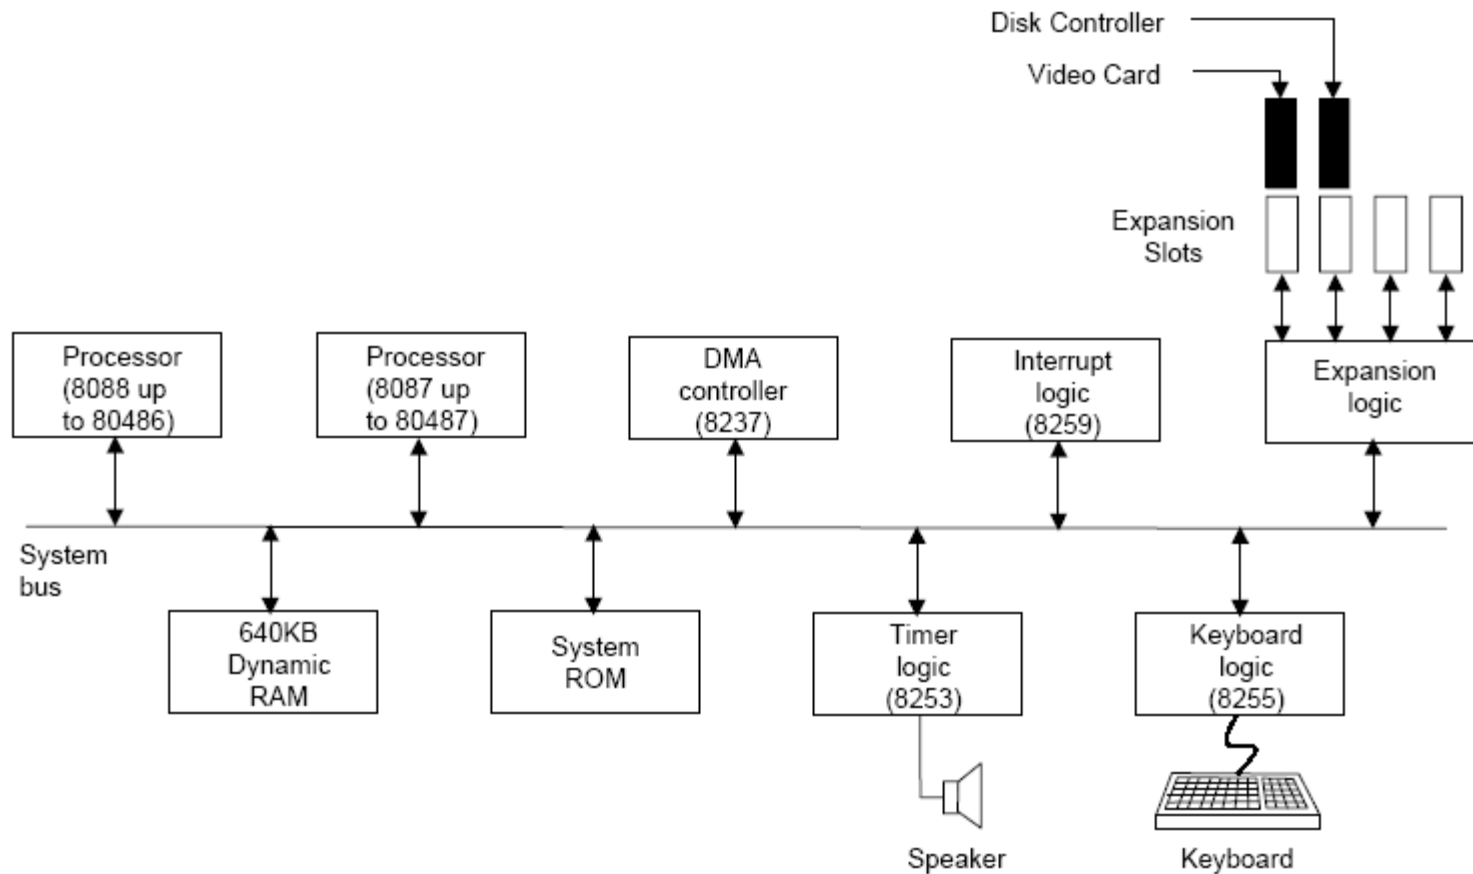 Disk Controller
Video Card
Expansion
Slots
Processor
(8088 up
to 80486)
Processor
(8087 up
to 80487)
DMA
controller
(8237)
Interrupt
logic
(8259)
Expansion
logic
System
bus
640KB
Dynamic
RAM
System
ROM
Timer
logic
(8253)
Keyboard
logic
(8255)
Speaker
Keyboard